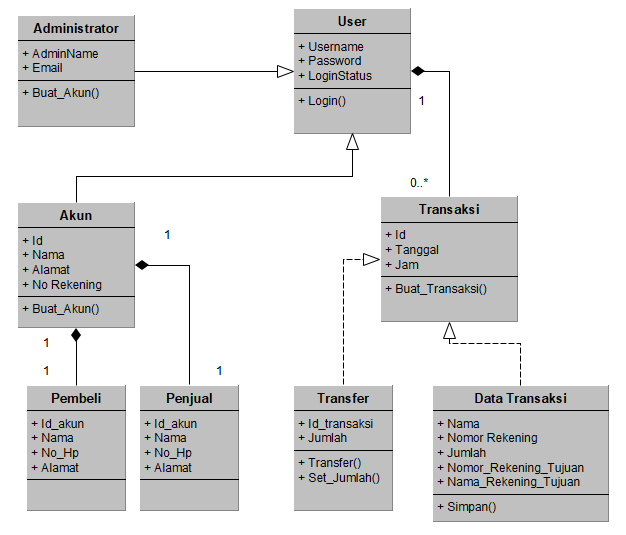 Administrator
+ AdminName
+ Email
+ Buat_Akun()
User
+ Username
+ Password
+ LoginStatus
+ Login()
1
0..*
Akun
+ Id
+ Nama
+ Alamat
+ No Rekening
+ Buat_Akun()
1
1
1
1
Transaksi
+ Id
+ Tanggal
+ Jam
+ Buat_Transaksi()
Pembeli
+ Id_akun
+ Nama
+ No_Hp
+ Alamat
Penjual
+ Id_akun
+ Nama
+ No_Hp
+ Alamat
Transfer
+ Id_transaksi
+ Jumlah
+ Transfer()
+ Set_Jumlah()
Data Transaksi
+ Nama
+ Nomor Rekening
+ Jumlah
+ Nomor_Rekening_Tujuan
+ Nama_Rekening_Tujuan
+ Simpan()